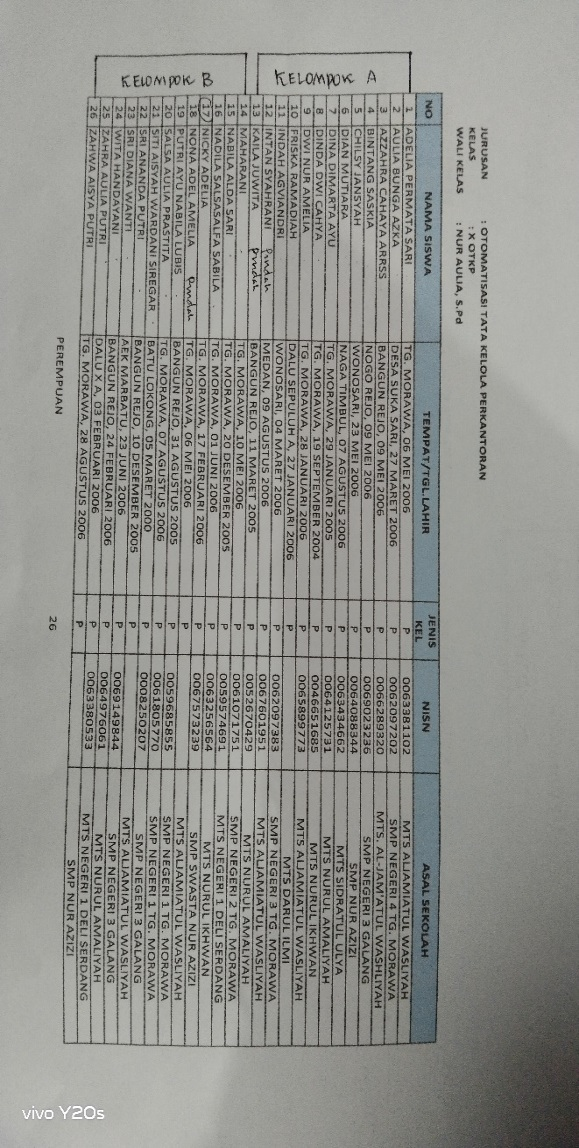 JURUSAN : OTOMATISASI TATA KELOLA PERKANTORAN
KELAS : X OTKP
WALI KELAS : NUR AULIA, S.Pd
NO NAMA SISWA TEMPAT/TGL.LAHIR JENIS KEL NISN ASAL SEKOLAH
KELOMPOK A
1 ADELIA PERMATA SARI TG. MORAWA, 06 MEI 2006 P 0063381102 MTS ALJAMIATUL WASLIYAH
2 AULIA BUNGA AZKA DESA SUKA SARI, 27 MARET 2006 P 0062097202 SMP NEGERI 4 TG. MORAWA
3 AZZAHRA CAHAYA ARRSS BANGUN REJO, 09 MEI 2006 P 0066289320 MTS. AL-JAM'ATUL WASHLIYAH
4 BINTANG SASKIA NOGO REJO, 09 MEI 2006 P 0069023236 SMP NEGERI 3 GALANG
5 CHILSY JANSYAH WONOSARI, 23 MEI 2006 P 0064088344 SMP NUR AZIZI
6 DIAN MUTIARA NAGA TIMBUL, 07 AGUSTUS 2006 P 0063434662 MTS SIDRATUL ULYA
7 DINA DIMARTA AYU TG. MORAWA, 29 JANUARI 2005 P 0064125731 MTS NURUL AMALIYAH
8 DINDA DWI CAHYA TG. MORAWA, 19 SEPTEMBER 2004 P 0046651685 MTS NURUL IKHWAN
9 DWI NUR AMELIA TG. MORAWA, 28 JANUARI 2006 P 0065899773 MTS ALJAMIATUL WASLIYAH
10 FRISKA RAMADIAH DALU SEPULUH A, 27 JANUARI 2006 P MTS DARUL ILMI
11 INDAH AGWIANDRI WONOSARI, 04 MARET 2006 P 0062097383 SMP NEGERI 3 TG. MORAWA
12 INTAN SYAHRANI Pindah MEDAN, 09 AGUSTUS 2006 P 0067601951 MTS ALJAMIATUL WASLIYAH
13 KAILA JUWITA Pindah BANGUN REJO, 11 MARET 2005 P 0052670429 MTS NURUL AMALIYAH
KELOMPOK B
14 MAHARANI TG. MORAWA, 10 MEI 2006 P 0061071751 SMP NEGERI 2 TG. MORAWA
15 NABILA ALDA SARI TG. MORAWA, 20 DESEMBER 2005 P 0059574691 MTS NEGERI 1 DELI SERDANG
16 NADILA SALSASALFA SABILA TG. MORAWA, 01 JUNI 2006 P 0063256564 MTS NURUL IKHWAN
17 NICKY ADELIA TG. MORAWA, 17 FEBRUARI 2006 P 0067573239 SMP SWASTA NUR AZIZI
18 NONA ADEL AMELIA Pindah TG. MORAWA, 06 MEI 2006 P MTS ALJAMIATUL WASLIYAH
19 PUTRI AYU NABILA LUBIS BANGUN REJO, 31 AGUSTUS 2005 P 0059685855 SMP NEGERI 1 TG. MORAWA
20 SALSA AULIA PRASTITA TG. MORAWA, 07 AGUSTUS 2006 P 0061805770 SMP NEGERI 1 TG. MORAWA
21 SITI AISYAH WARDANI SIREGAR BATU LOKONG, 05 MARET 2000 P 0008250207 SMP NEGERI 3 GALANG
22 SRI ANANDA PUTRI BANGUN REJO, 10 DESEMBER 2005 P MTS ALJAMIATUL WASLIYAH
23 SRI DIANA WANTI AEK MARBATU, 23 JUNI 2006 P 0069149844 SMP NEGERI 3 GALANG
24 WITA HANDAYANI BANGUN REJO, 24 FEBRUARI 2006 P 0064976061 MTS NURUL AMALIYAH
25 ZAHRA AULIA PUTRI DALU X A, 03 FEBRUARI 2006 P 0063380533 MTS NEGERI 1 DELI SERDANG
26 ZAHWA AISYA PUTRI TG. MORAWA, 28 AGUSTUS 2006 P SMP NUR AZIZI
PEREMPUAN 26
vivo Y20s